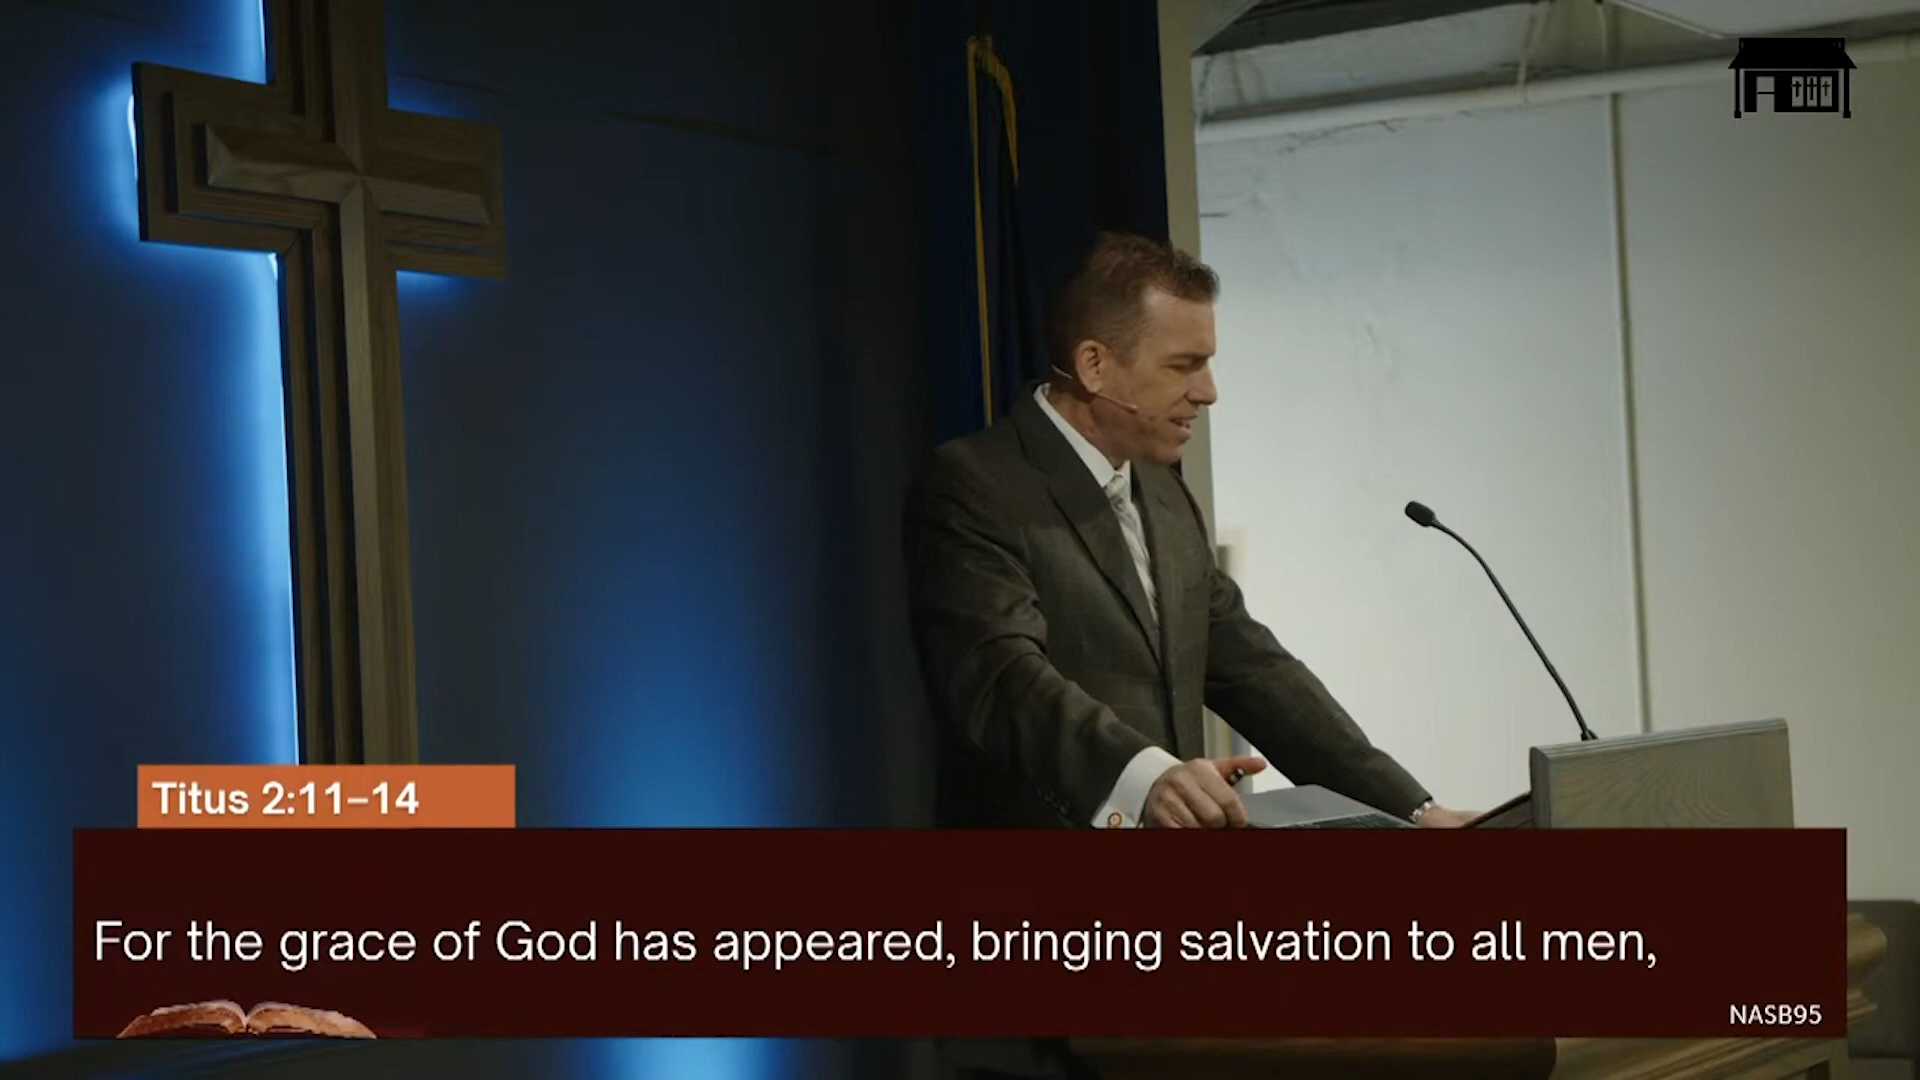 Titus 2:11–14
For the grace of God has appeared, bringing salvation to all men,
NASB95